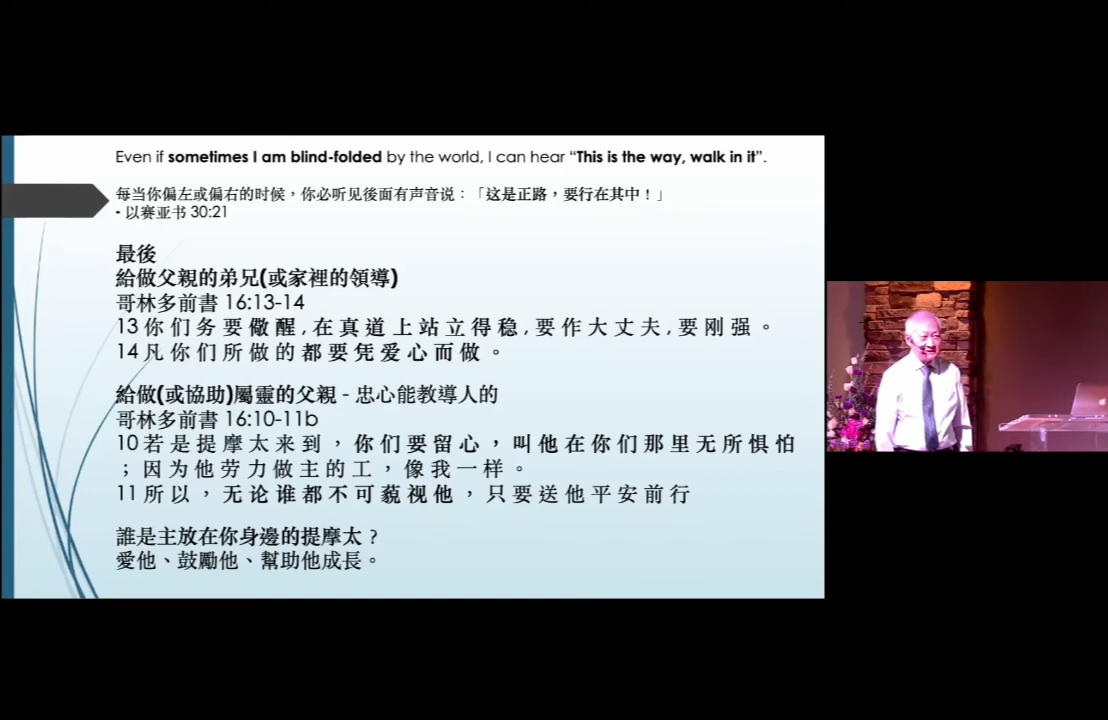 Even if sometimes I am blind-folded by the world, I can hear “This is the way, walk in it”.
每当你偏左或偏右的时候，你必听见後面有声音说：「这是正路，要行在其中！」
- 以赛亚书 30:21
最後
給做父親的弟兄(或家裡的領導)
哥林多前書 16:13-14
13 你们务要儆醒,在真道上站立得稳,要作大丈夫,要刚强。
14 凡你们所做的都要凭爱心而做。
給做(或協助)屬靈的父親 - 忠心能教導人的
哥林多前書 16:10-11b
10 若是提摩太来到，你们要留心，叫他在你们那里无所惧怕
；因为他劳力做主的工，像我一样。
11 所以，无论谁都不可藐视他，只要送他平安前行
誰是主放在你身邊的提摩太?
愛他、鼓勵他、幫助他成長。